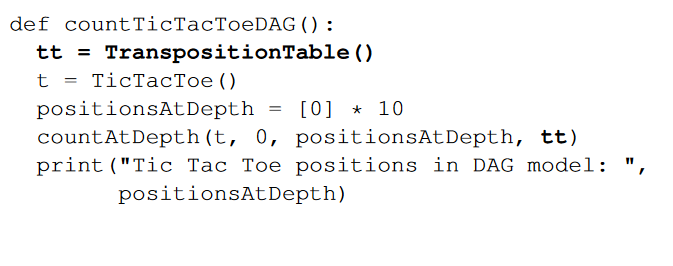 def countTicTacToeDAG():
  tt = TranspositionTable()
  t = TicTacToe()
  positionsAtDepth = [0] * 10
  countAtDepth(t, 0, positionsAtDepth, tt)
  print("Tic Tac Toe positions in DAG model: ",
        positionsAtDepth)